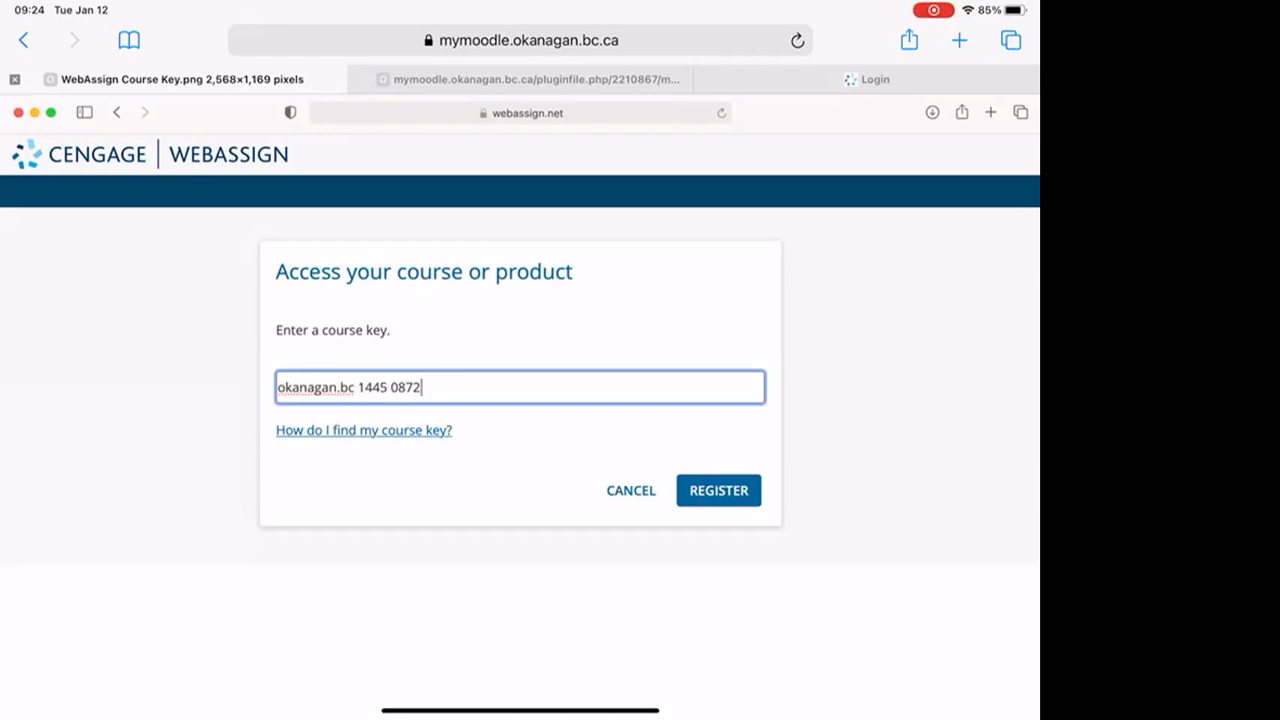 09:24 Tue Jan 12
85%
mymoodle.okanagan.bc.ca
WebAssign Course Key.png 2,568×1,169 pixels
mymoodle.okanagan.bc.ca/pluginfile.php/2210867/m...
Login
webassign.net
CENGAGE | WEBASSIGN
Access your course or product
Enter a course key.
okanagan.bc 1445 0872
How do I find my course key?
CANCEL
REGISTER